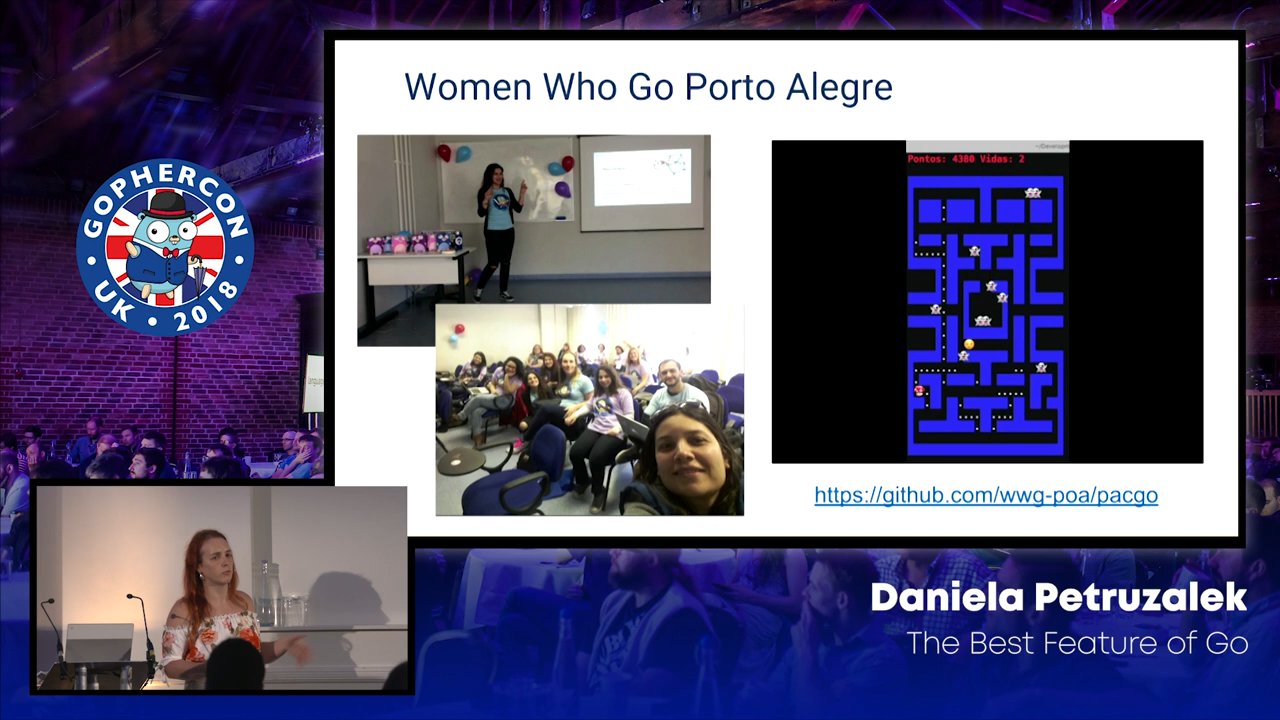 GOPHERCON
UK • 2018
Women Who Go Porto Alegre
Pontos: 4380 Vidas: 2
https://github.com/wwg-poa/pacgo
Daniela Petruzalek
The Best Feature of Go